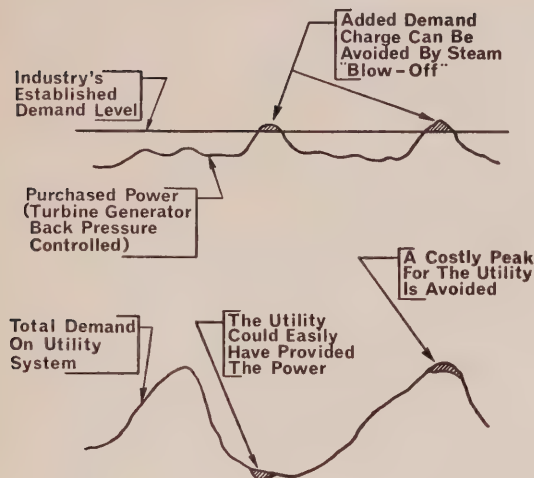 Added Demand
Charge Can Be
Avoided By Steam
"Blow-Off"
Industry's
Established
Demand Level
Purchased Power
(Turbine Generator
Back Pressure
Controlled)
A Costly Peak
For The Utility
Is Avoided
Total Demand
On Utility
System
The Utility
Could Easily
Have Provided
The Power